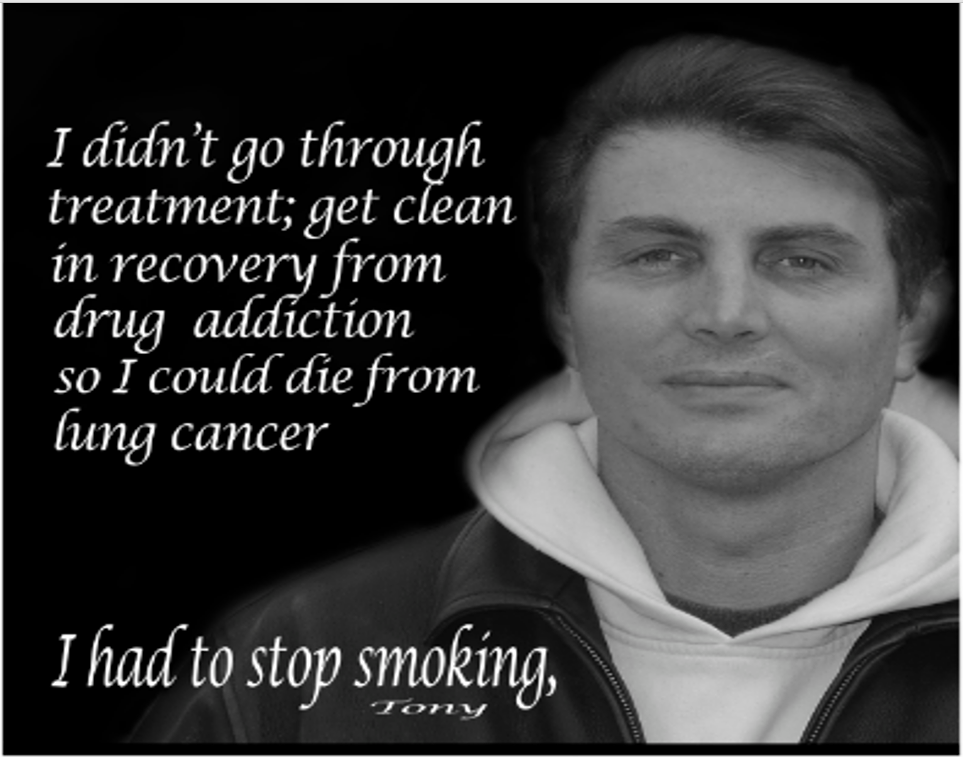 I didn't go through
treatment; get clean
in recovery from
drug addiction
so I could die from
lung cancer
I had to stop smoking,
Tony